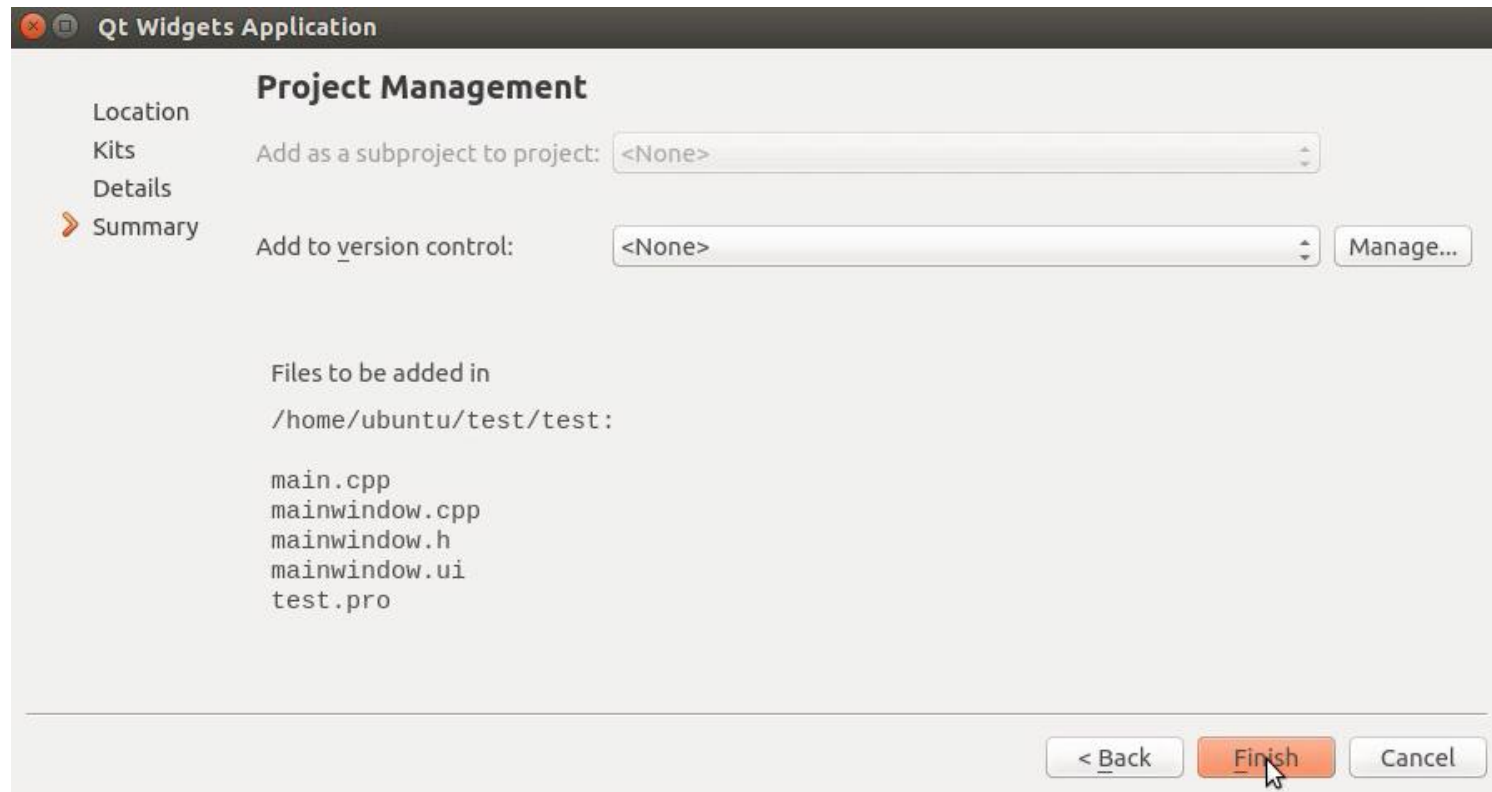 Qt Widgets Application
Location
Kits
Details
Summary
Project Management
Add as a subproject to project: <None>
Add to version control: <None> Manage...
Files to be added in
/home/ubuntu/test/test:
main.cpp
mainwindow.cpp
mainwindow.h
mainwindow.ui
test.pro
< Back Finish Cancel